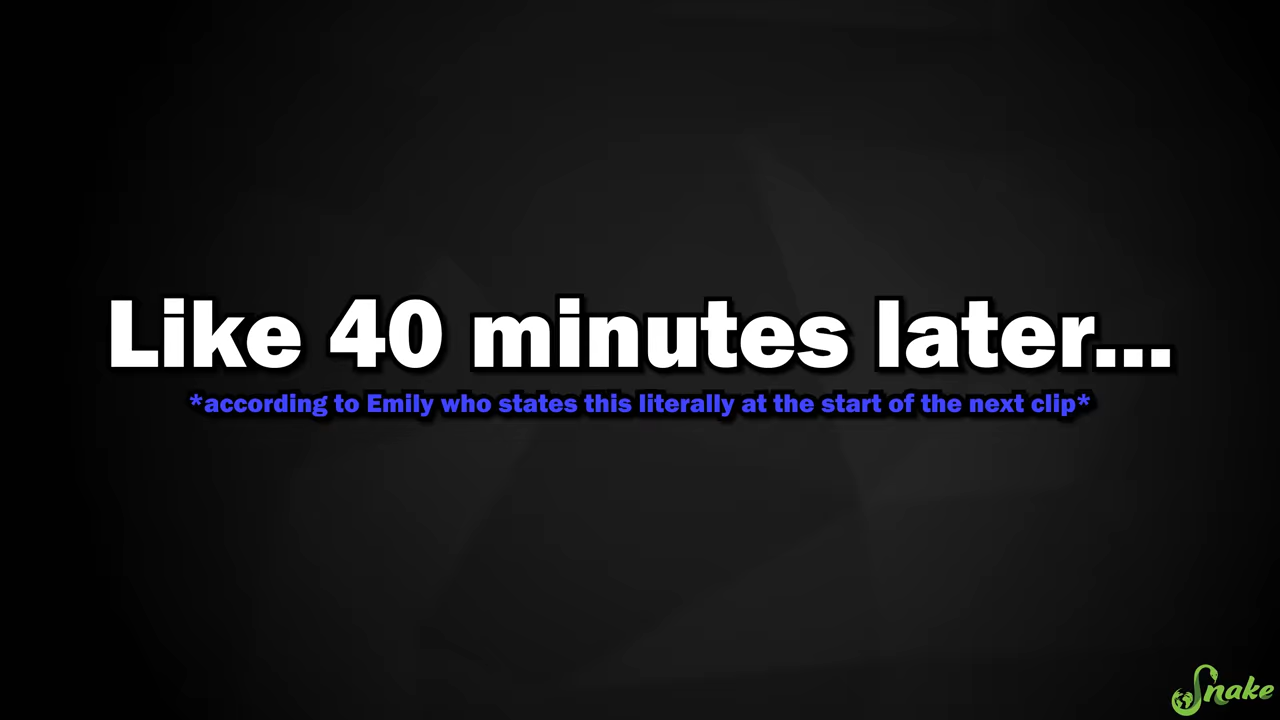 Like 40 minutes later...
*according to Emily who states this literally at the start of the next clip*
Snake